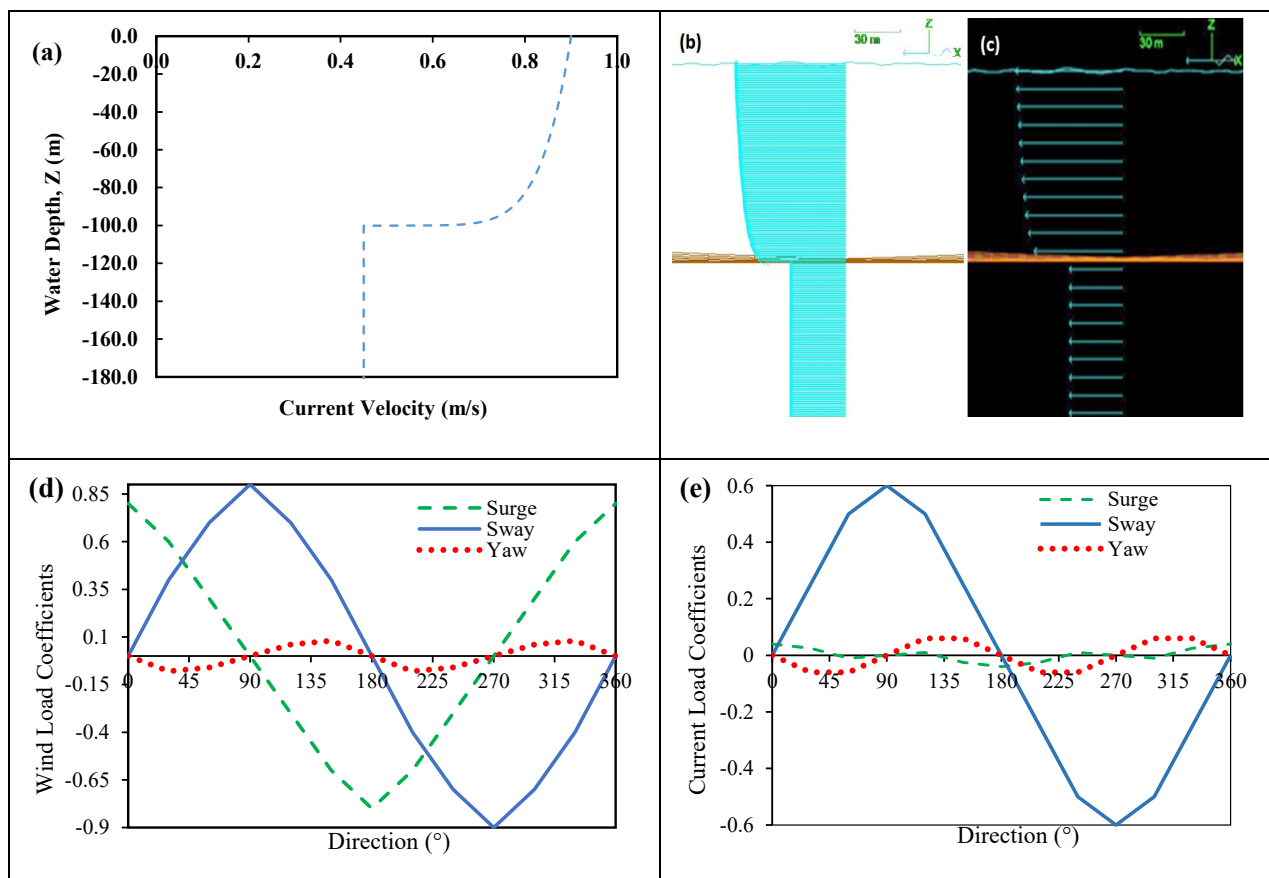 (a)
0.0
-20.0
-40.0
-60.0
-80.0
-100.0
-120.0
-140.0
-160.0
-180.0
0.0 0.2 0.4 0.6 0.8 1.0
Water Depth, Z (m)
Current Velocity (m/s)
(b)
30 m
Z
X
(c)
30 m
Z
X
(d)
0.85
0.6
0.35
0.1
-0.15
-0.4
-0.65
-0.9
0 45 90 135 180 225 270 315 360
Surge
Sway
Yaw
Wind Load Coefficients
Direction (°)
(e)
0.6
0.4
0.2
0
-0.2
-0.4
-0.6
0 45 90 135 180 225 270 315 360
Surge
Sway
Yaw
Current Load Coefficients
Direction (°)